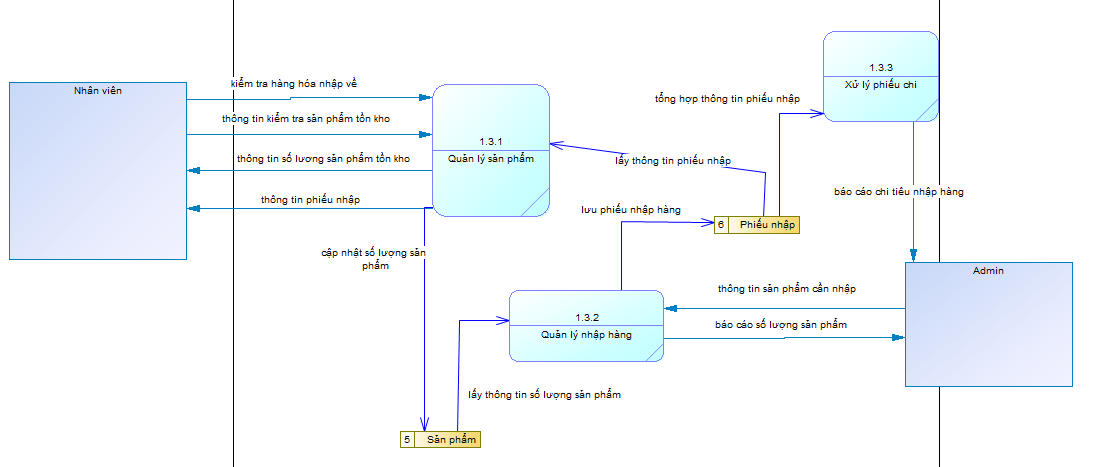 Nhân viên
kiểm tra hàng hóa nhập về
thông tin kiểm tra sản phẩm tồn kho
thông tin số lượng sản phẩm tồn kho
thông tin phiếu nhập
1.3.1
Quản lý sản phẩm
cập nhật số lượng sản
phẩm
lấy thông tin phiếu nhập
tổng hợp thông tin phiếu nhập
1.3.3
Xử lý phiếu chi
báo cáo chi tiêu nhập hàng
lưu phiếu nhập hàng
6 Phiếu nhập
Admin
thông tin sản phẩm cần nhập
báo cáo số lượng sản phẩm
1.3.2
Quản lý nhập hàng
lấy thông tin số lượng sản phẩm
5 Sản phẩm